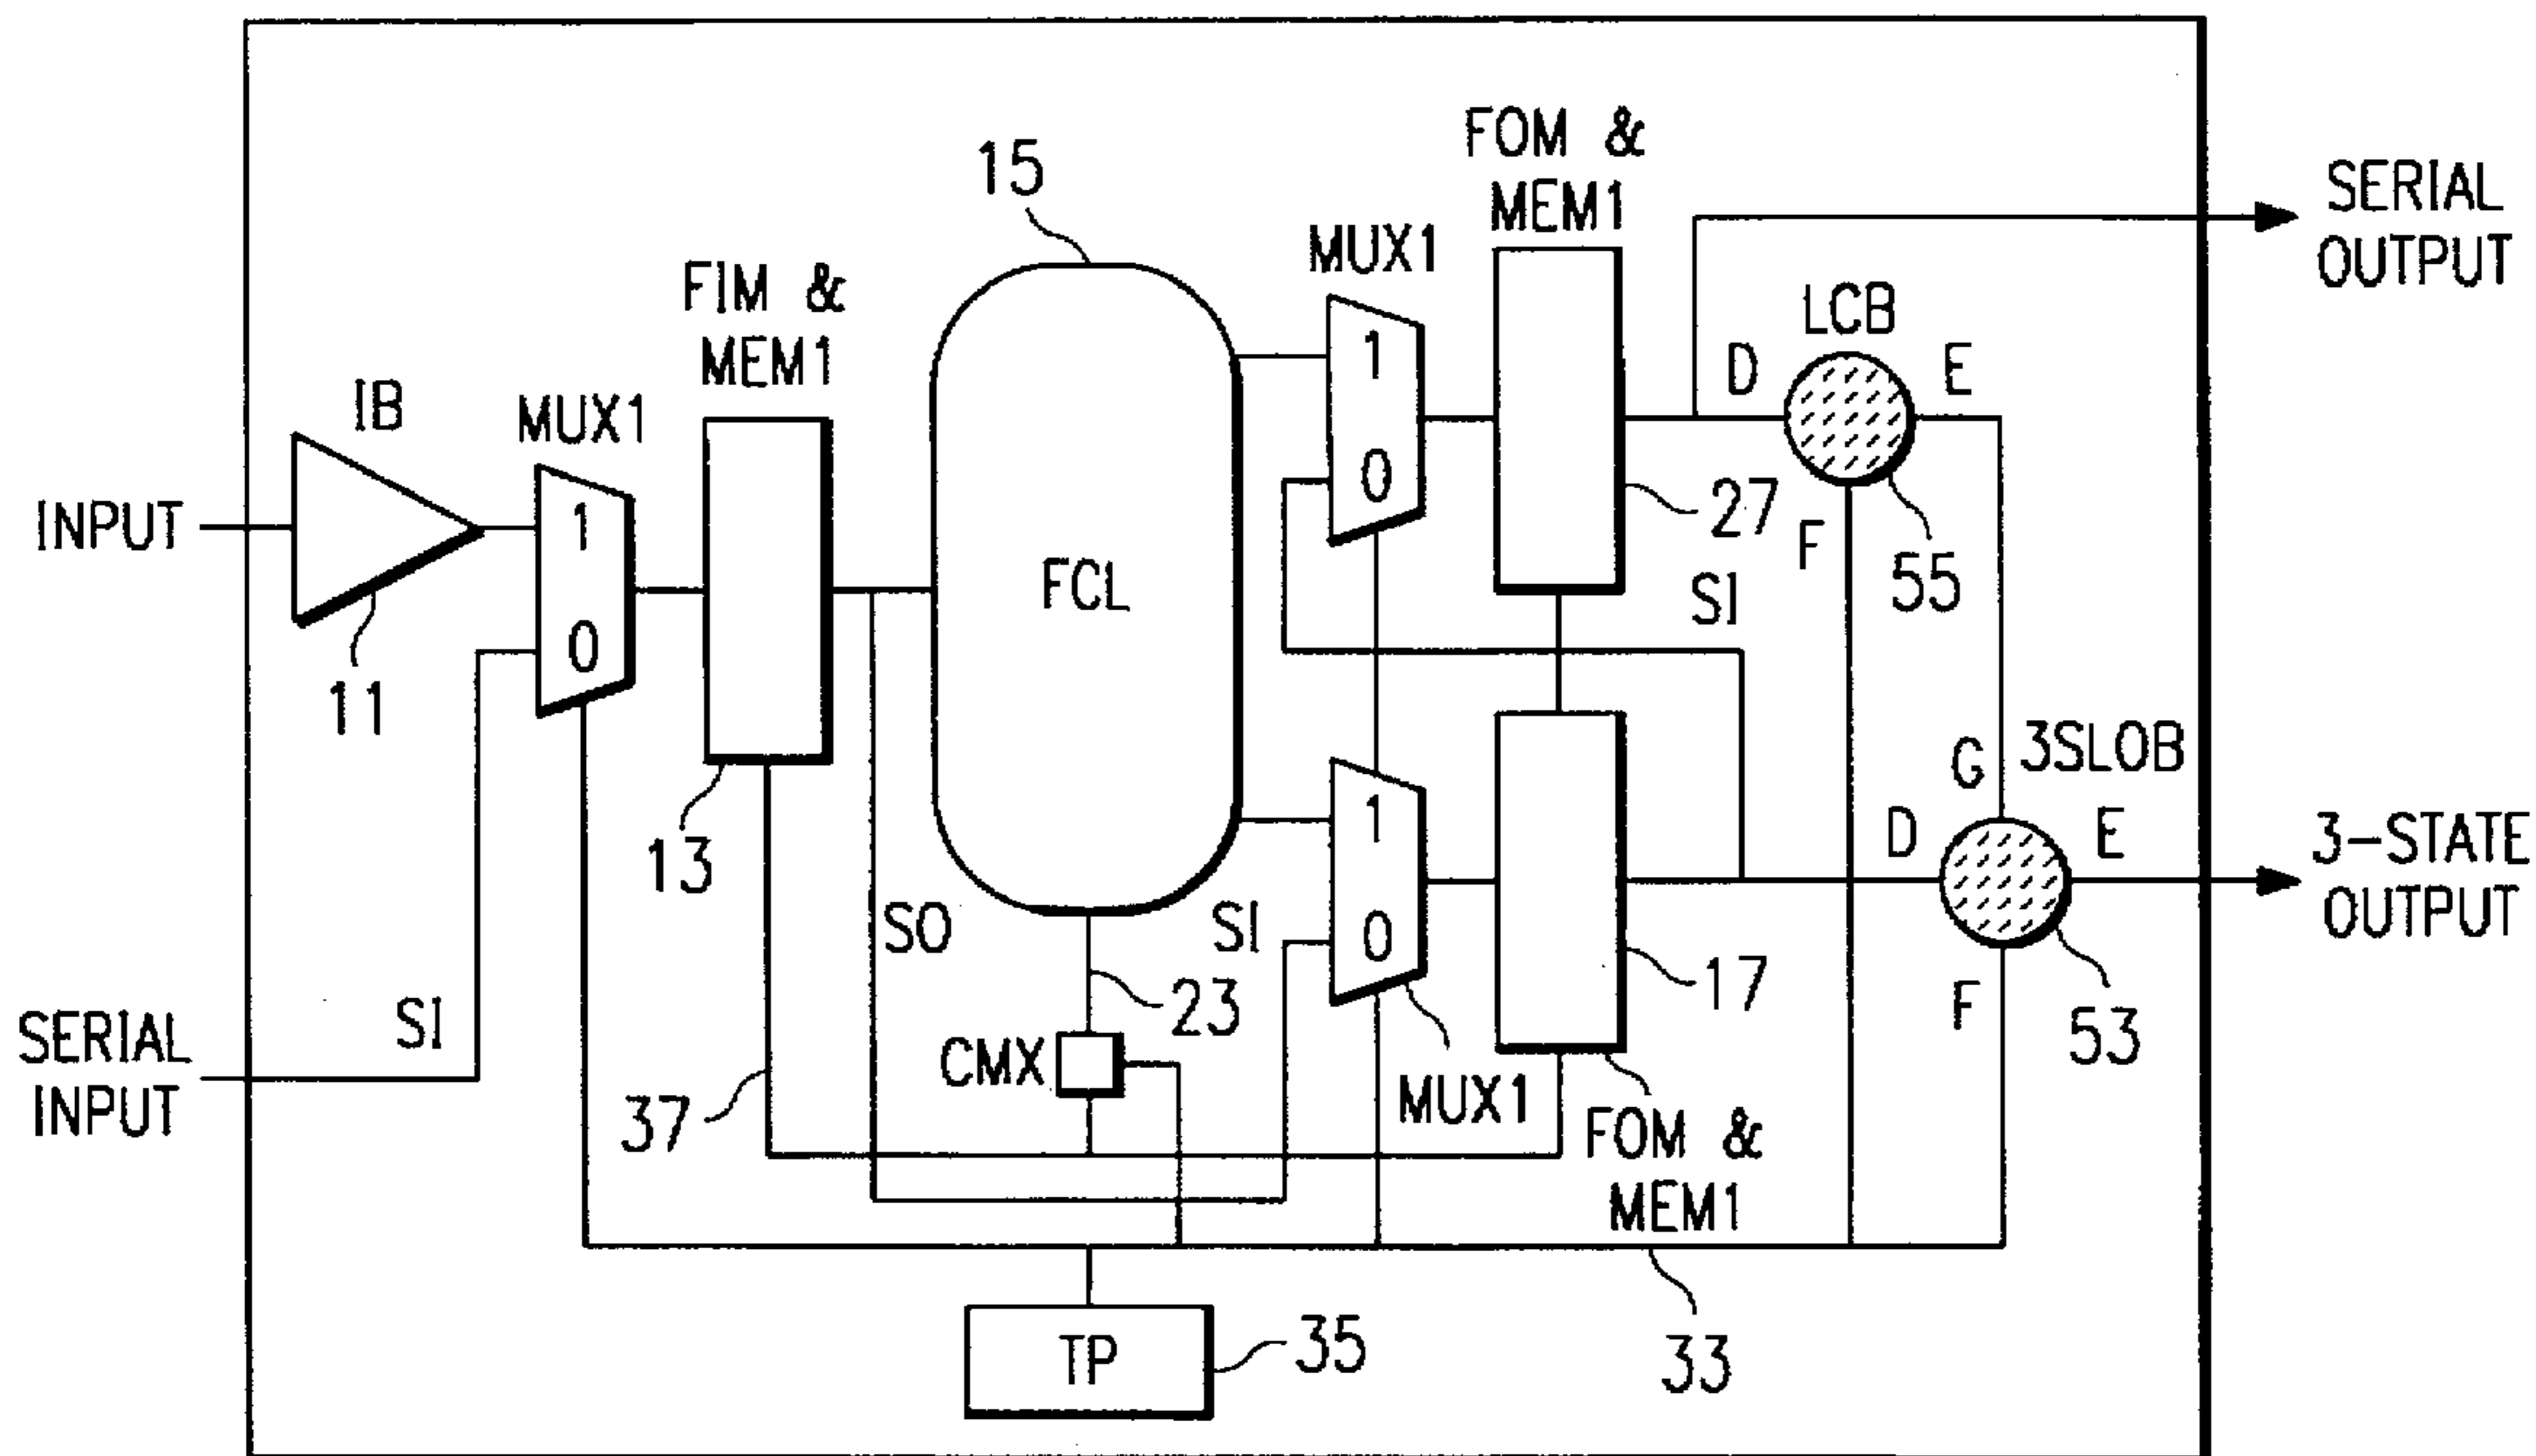 15
FOM &
MEM1
SERIAL
OUTPUT
MUX1
FIM &
MEM1
LCB
IB
MUX1
1
D
E
0
27
INPUT
1
F
55
FCL
SI
0
11
G
3SLOB
1
D
E
3-STATE
OUTPUT
13
SO
SI
0
17
F
53
SI
23
SERIAL
INPUT
CMX
MUX1
37
FOM &
MEM1
TP
35
33